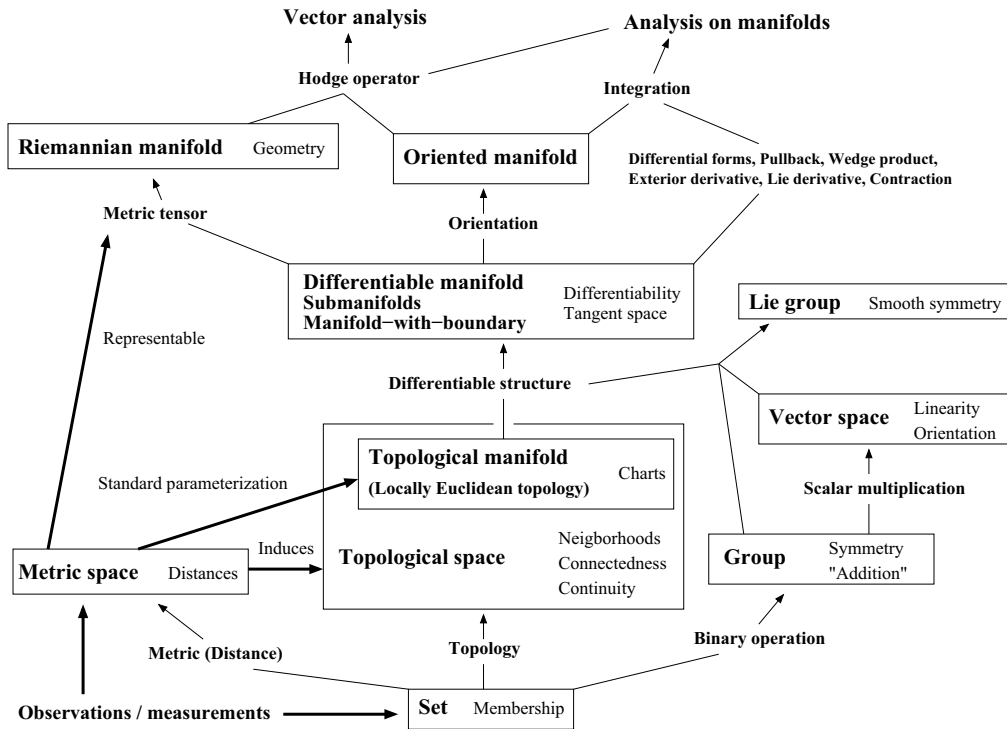 Vector analysis
Analysis on manifolds
Hodge operator
Integration
Riemannian manifold Geometry
Oriented manifold
Differential forms, Pullback, Wedge product,
Exterior derivative, Lie derivative, Contraction
Metric tensor
Orientation
Differentiable manifold
Submanifolds
Manifold−with−boundary
Differentiability
Tangent space
Lie group Smooth symmetry
Representable
Differentiable structure
Vector space
Linearity
Orientation
Topological manifold
(Locally Euclidean topology)
Charts
Standard parameterization
Scalar multiplication
Induces
Topological space
Neigborhoods
Connectedness
Continuity
Metric space Distances
Group
Symmetry
"Addition"
Metric (Distance)
Topology
Binary operation
Observations / measurements
Set Membership